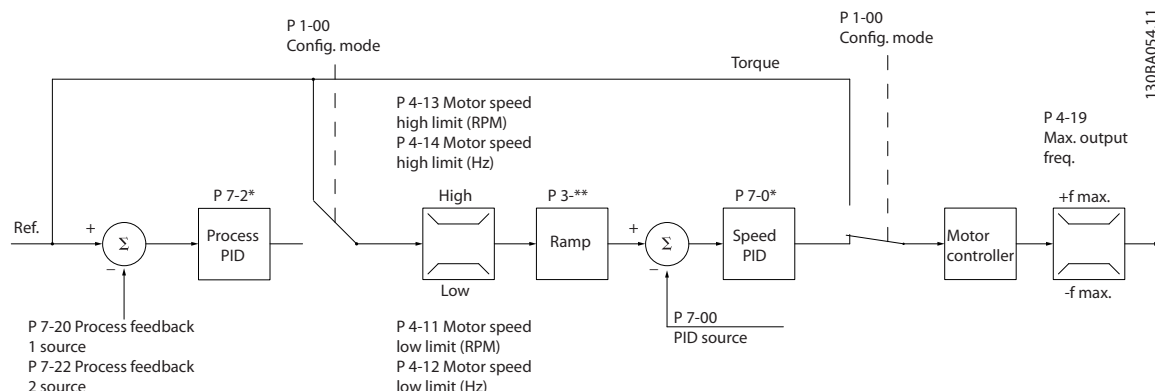 P 1-00
Config. mode
P 1-00
Config. mode
130BA054.11
Torque
P 4-13 Motor speed
high limit (RPM)
P 4-14 Motor speed
high limit (Hz)
P 4-19
Max. output
freq.
P 7-2*
High
P 3-**
P 7-0*
+f max.
Ref.
+
Σ
–
Process
PID
Ramp
+
Σ
–
Speed
PID
Motor
controller
Low
-f max.
P 7-20 Process feedback
1 source
P 7-22 Process feedback
2 source
P 4-11 Motor speed
low limit (RPM)
P 4-12 Motor speed
low limit (Hz)
P 7-00
PID source